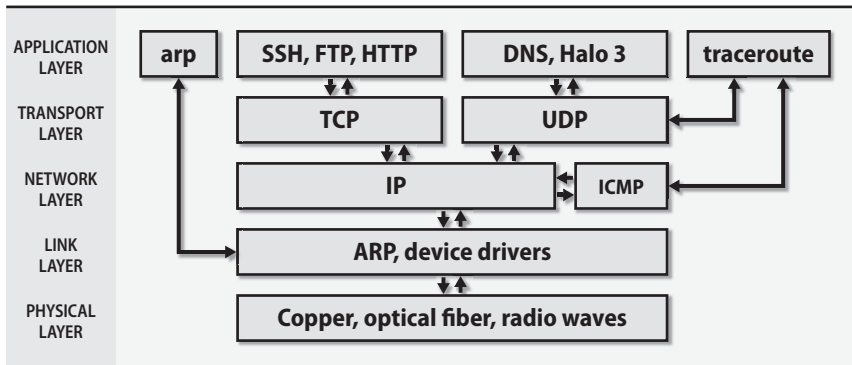 APPLICATION
LAYER
arp
SSH, FTP, HTTP
DNS, Halo 3
traceroute
TRANSPORT
LAYER
TCP
UDP
NETWORK
LAYER
IP
ICMP
LINK
LAYER
ARP, device drivers
PHYSICAL
LAYER
Copper, optical fiber, radio waves